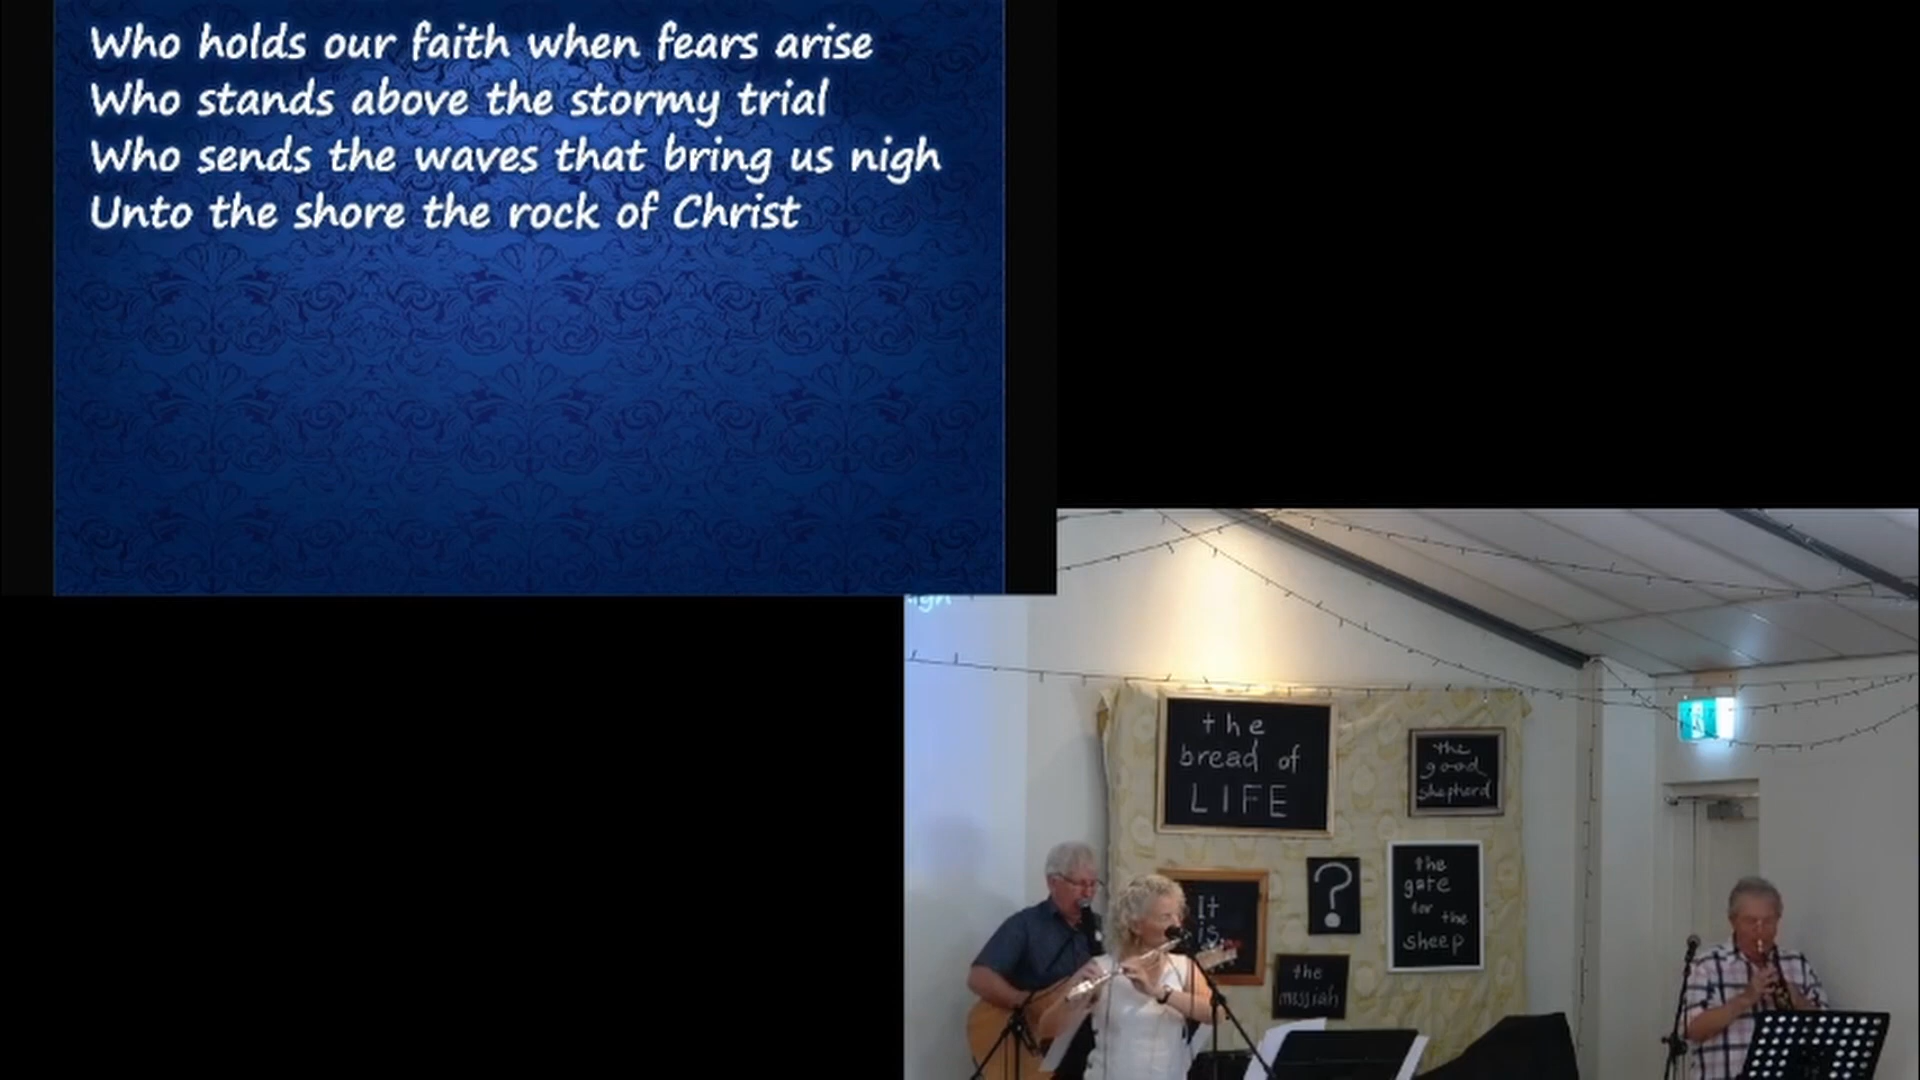 Who holds our faith when fears arise
Who stands above the stormy trial
Who sends the waves that bring us nigh
Unto the shore the rock of Christ
the
bread of
LIFE
the
good
shepherd
It
is
?
the
gate
for the
sheep
the
messiah